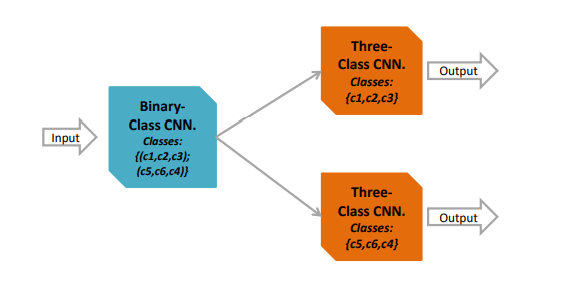 Input
Binary-
Class CNN.
Classes:
{(c1,c2,c3);
(c5,c6,c4)}
Three-
Class CNN.
Classes:
{c1,c2,c3}
Output
Three-
Class CNN.
Classes:
{c5,c6,c4}
Output